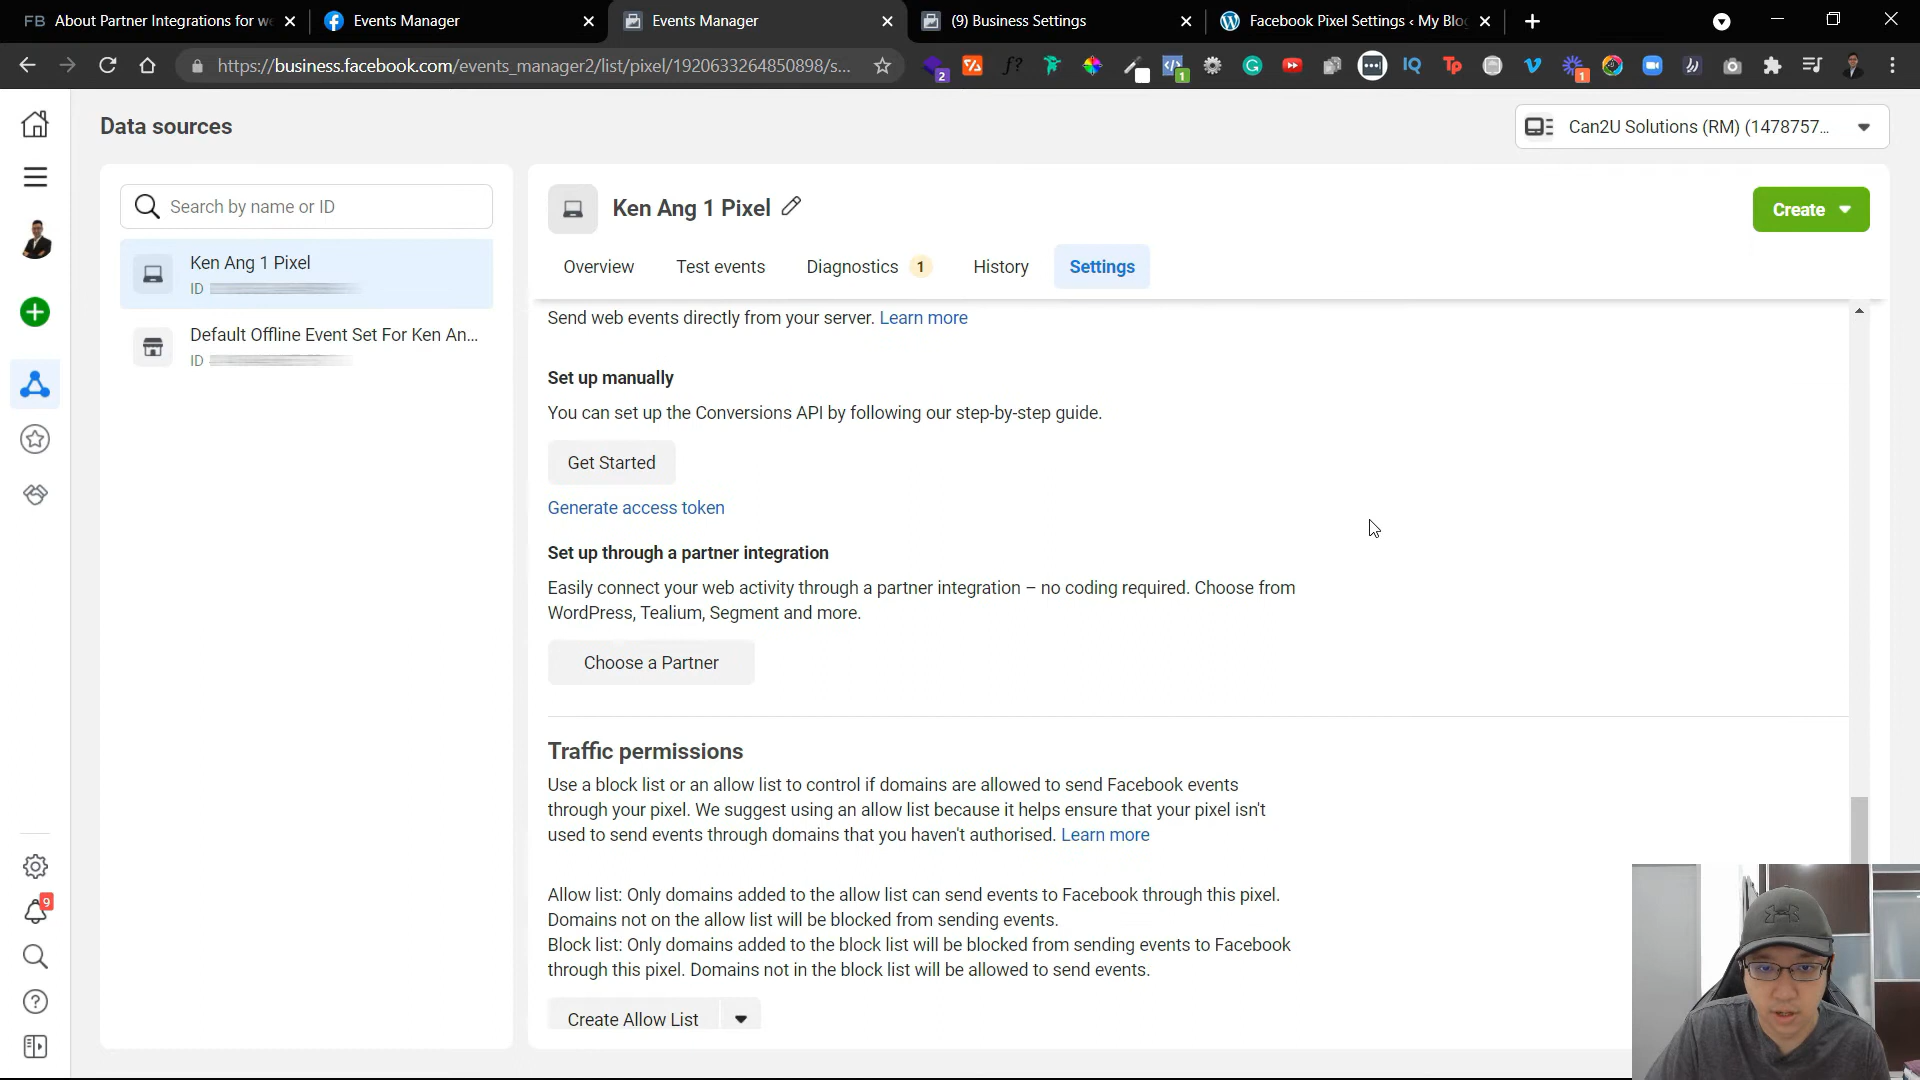 FB About Partner Integrations for we
Events Manager
Events Manager
(9) Business Settings
Facebook Pixel Settings ‹ My Blo
https://business.facebook.com/events_manager2/list/pixel/1920633264850898/s...
2
f?
1
IQ
Tp
1
Data sources
Can2U Solutions (RM) (1478757...
Search by name or ID
Ken Ang 1 Pixel
ID
Default Offline Event Set For Ken An...
ID
Ken Ang 1 Pixel
Create
Overview
Test events
Diagnostics 1
History
Settings
Send web events directly from your server. Learn more
Set up manually
You can set up the Conversions API by following our step-by-step guide.
Get Started
Generate access token
Set up through a partner integration
Easily connect your web activity through a partner integration – no coding required. Choose from
WordPress, Tealium, Segment and more.
Choose a Partner
Traffic permissions
Use a block list or an allow list to control if domains are allowed to send Facebook events
through your pixel. We suggest using an allow list because it helps ensure that your pixel isn't
used to send events through domains that you haven't authorised. Learn more
Allow list: Only domains added to the allow list can send events to Facebook through this pixel.
Domains not on the allow list will be blocked from sending events.
Block list: Only domains added to the block list will be blocked from sending events to Facebook
through this pixel. Domains not in the block list will be allowed to send events.
Create Allow List
9